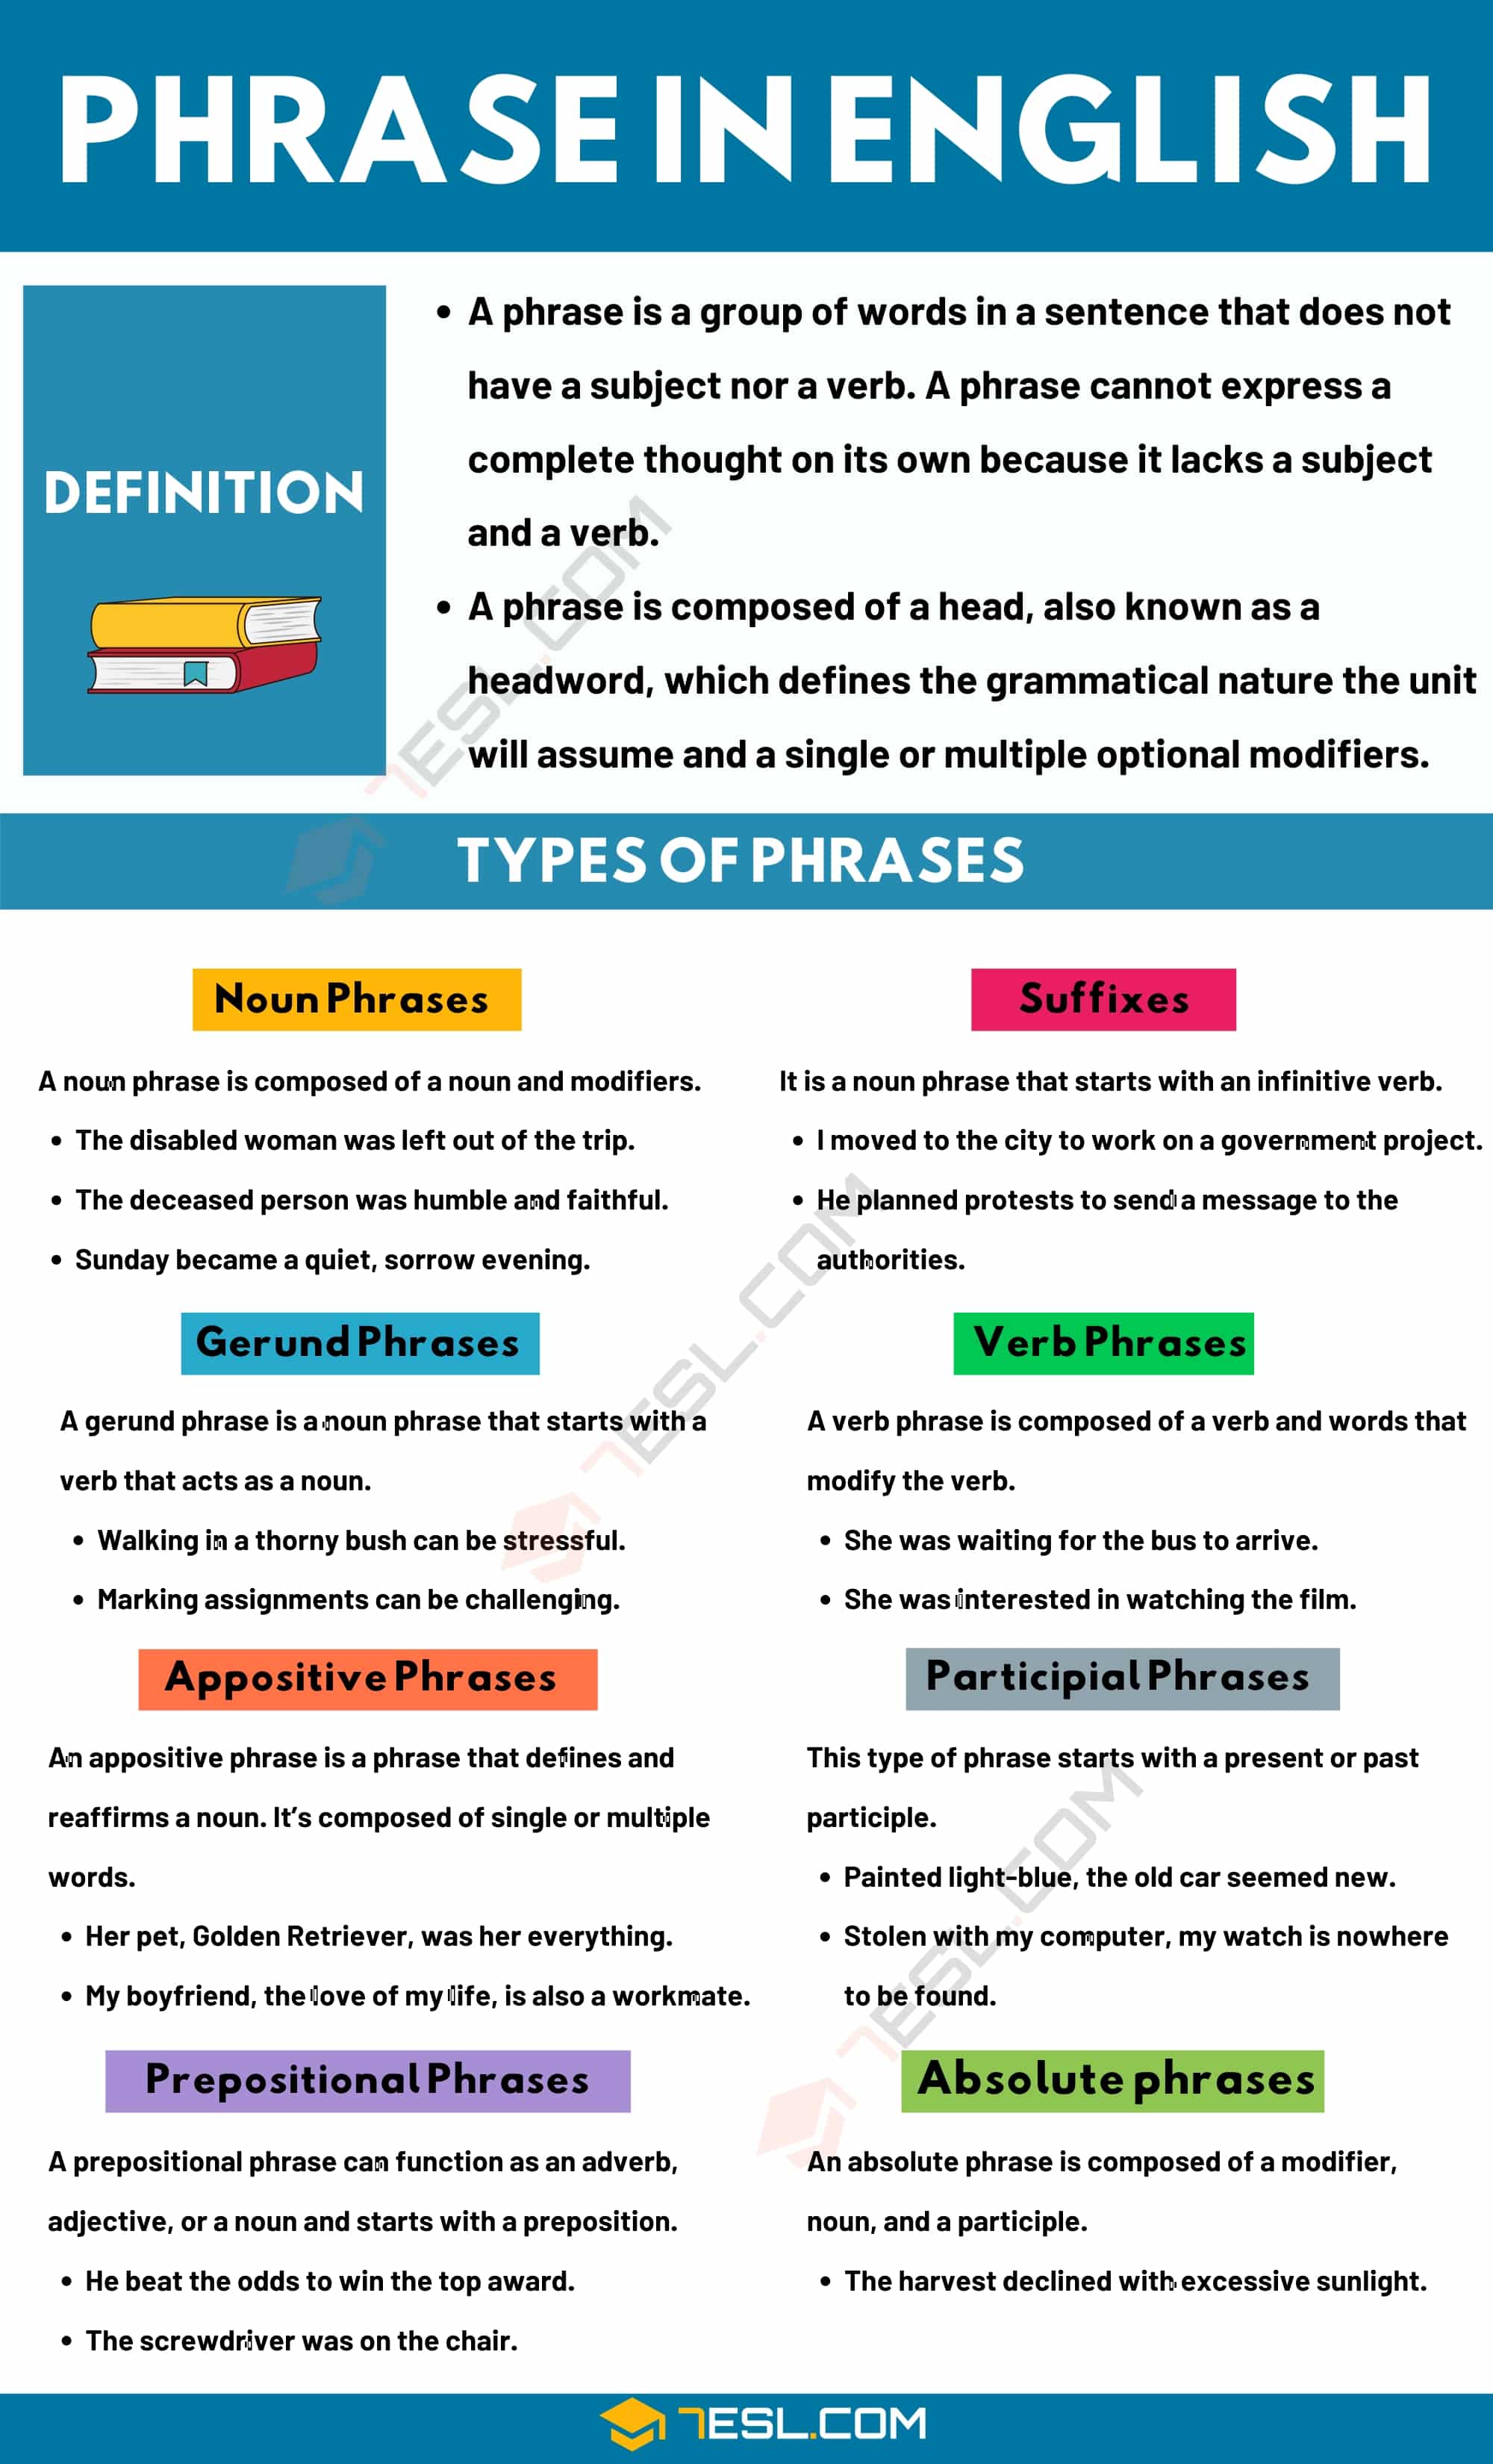 PHRASE IN ENGLISH
DEFINITION
• A phrase is a group of words in a sentence that does not
have a subject nor a verb. A phrase cannot express a
complete thought on its own because it lacks a subject
and a verb.
• A phrase is composed of a head, also known as a
headword, which defines the grammatical nature the unit
will assume and a single or multiple optional modifiers.
7ESL.COM
TYPES OF PHRASES
Noun Phrases
A noun phrase is composed of a noun and modifiers.
• The disabled woman was left out of the trip.
• The deceased person was humble and faithful.
• Sunday became a quiet, sorrow evening.
Suffixes
It is a noun phrase that starts with an infinitive verb.
• I moved to the city to work on a government project.
• He planned protests to send a message to the
authorities.
Gerund Phrases
A gerund phrase is a noun phrase that starts with a
verb that acts as a noun.
• Walking in a thorny bush can be stressful.
• Marking assignments can be challenging.
7ESL.COM
Verb Phrases
A verb phrase is composed of a verb and words that
modify the verb.
• She was waiting for the bus to arrive.
• She was interested in watching the film.
Appositive Phrases
An appositive phrase is a phrase that defines and
reaffirms a noun. It's composed of single or multiple
words.
• Her pet, Golden Retriever, was her everything.
• My boyfriend, the love of my life, is also a workmate.
Participial Phrases
This type of phrase starts with a present or past
participle.
• Painted light-blue, the old car seemed new.
• Stolen with my computer, my watch is nowhere
to be found.
7ESL.COM
Prepositional Phrases
A prepositional phrase can function as an adverb,
adjective, or a noun and starts with a preposition.
• He beat the odds to win the top award.
• The screwdriver was on the chair.
Absolute phrases
An absolute phrase is composed of a modifier,
noun, and a participle.
• The harvest declined with excessive sunlight.
7ESL.COM